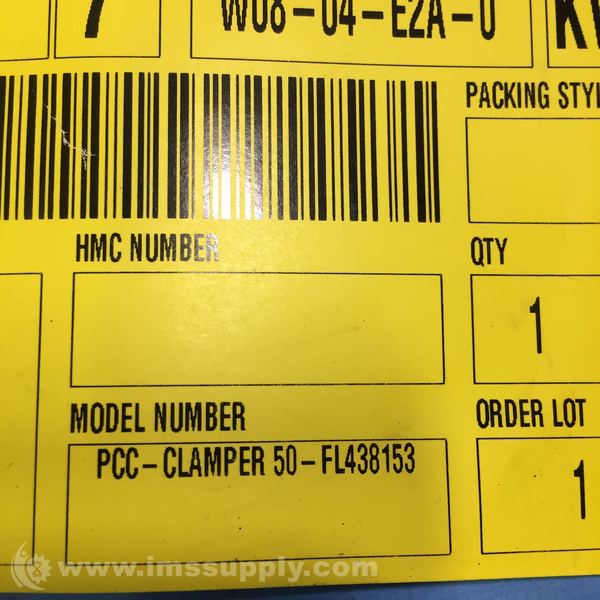 7 W08-04-E2A-0
PACKING
HMC NUMBER QTY
1
MODEL NUMBER ORDER LOT
PCC-CLAMPER 50-FL438153
1
www.imssupply.com